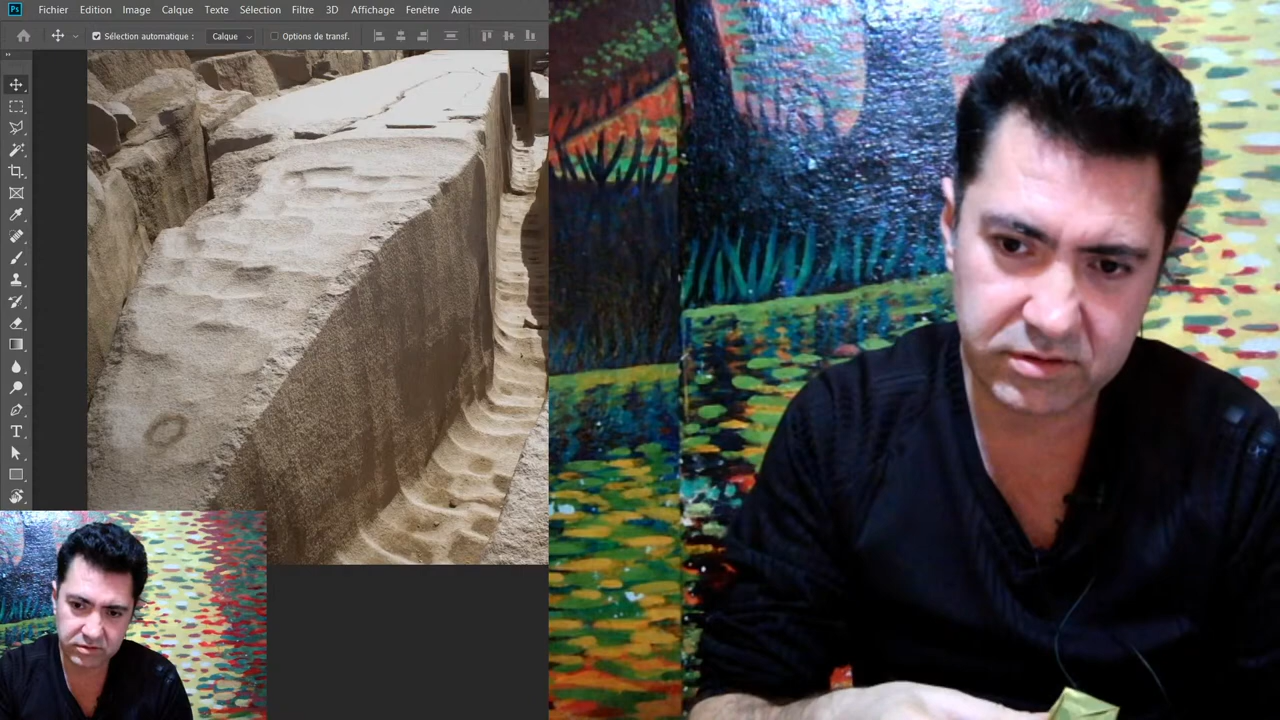 Ps Fichier Edition Image Calque Texte Sélection Filtre 3D Affichage Fenêtre Aide
Sélection automatique : Calque Options de transf.
T